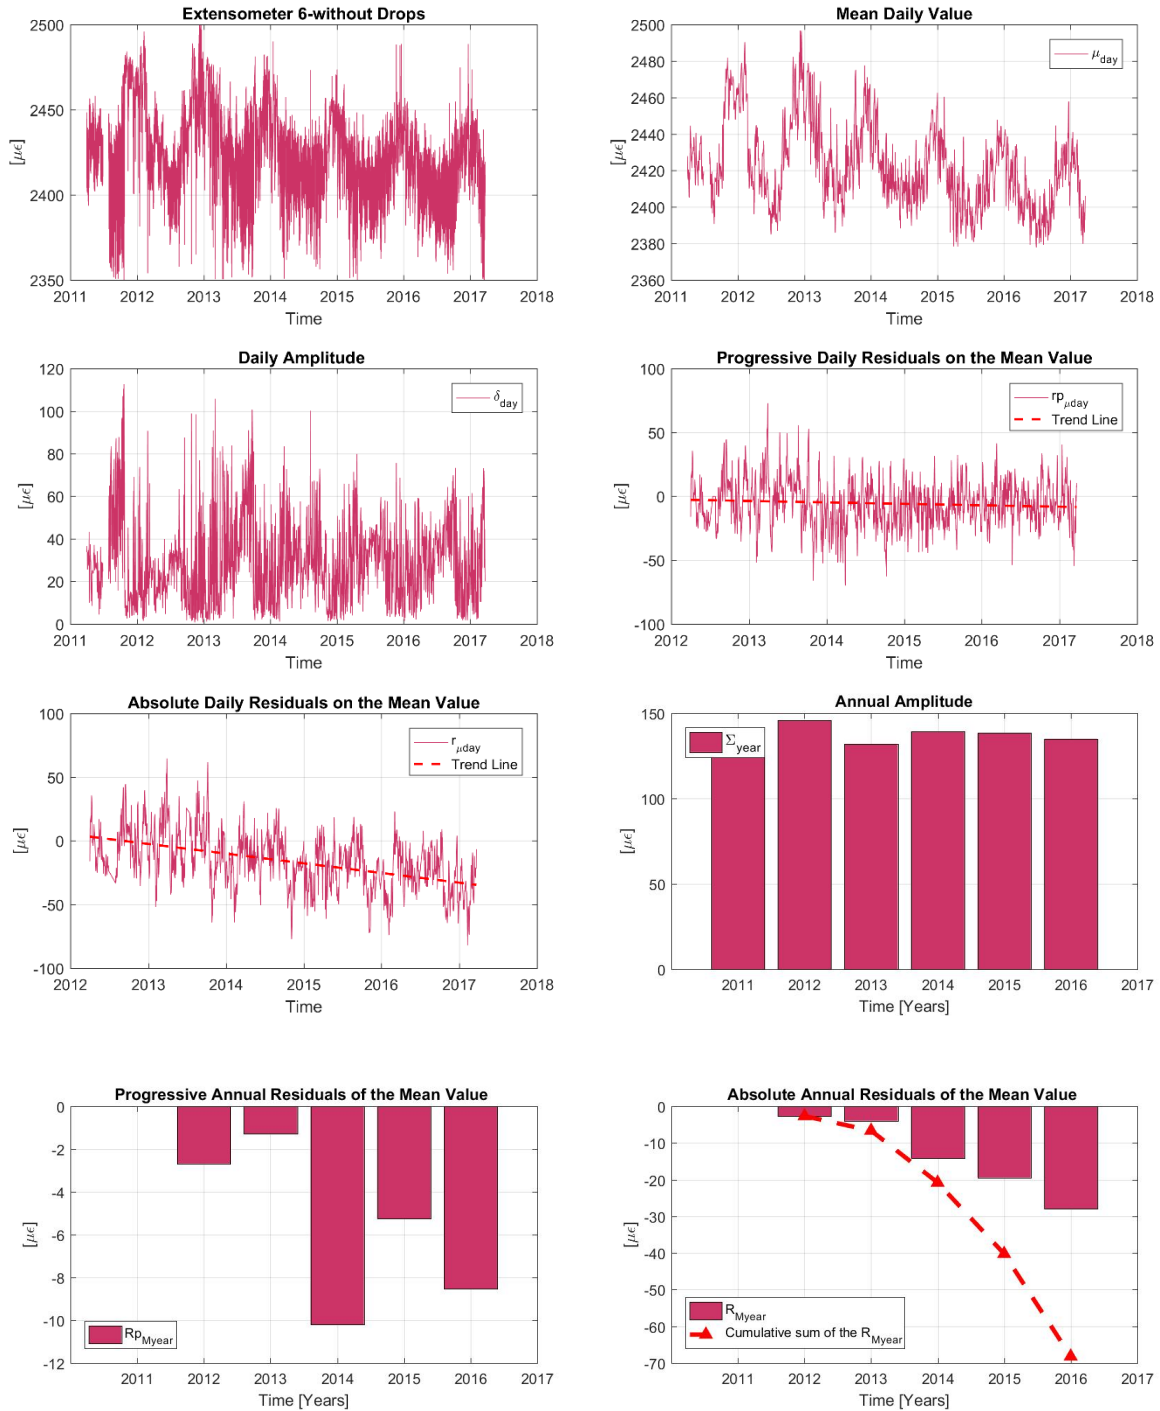 Extensometer 6-without Drops
[με]
2500
2450
2400
2350
2011 2012 2013 2014 2015 2016 2017 2018
Time
Mean Daily Value
[με]
2500
2480
2460
2440
2420
2400
2380
2360
μday
2011 2012 2013 2014 2015 2016 2017 2018
Time
Daily Amplitude
[με]
120
100
80
60
40
20
0
δday
2011 2012 2013 2014 2015 2016 2017 2018
Time
Progressive Daily Residuals on the Mean Value
[με]
100
50
0
-50
-100
rpμday
Trend Line
2012 2013 2014 2015 2016 2017 2018
Time
Absolute Daily Residuals on the Mean Value
[με]
100
50
0
-50
-100
rμday
Trend Line
2012 2013 2014 2015 2016 2017 2018
Time
Annual Amplitude
[με]
150
100
50
0
Σyear
2011 2012 2013 2014 2015 2016 2017
Time [Years]
Progressive Annual Residuals of the Mean Value
[με]
0
-2
-4
-6
-8
-10
-12
RpMyear
2011 2012 2013 2014 2015 2016 2017
Time [Years]
Absolute Annual Residuals of the Mean Value
[με]
0
-10
-20
-30
-40
-50
-60
-70
RMyear
Cumulative sum of the RMyear
2011 2012 2013 2014 2015 2016 2017
Time [Years]